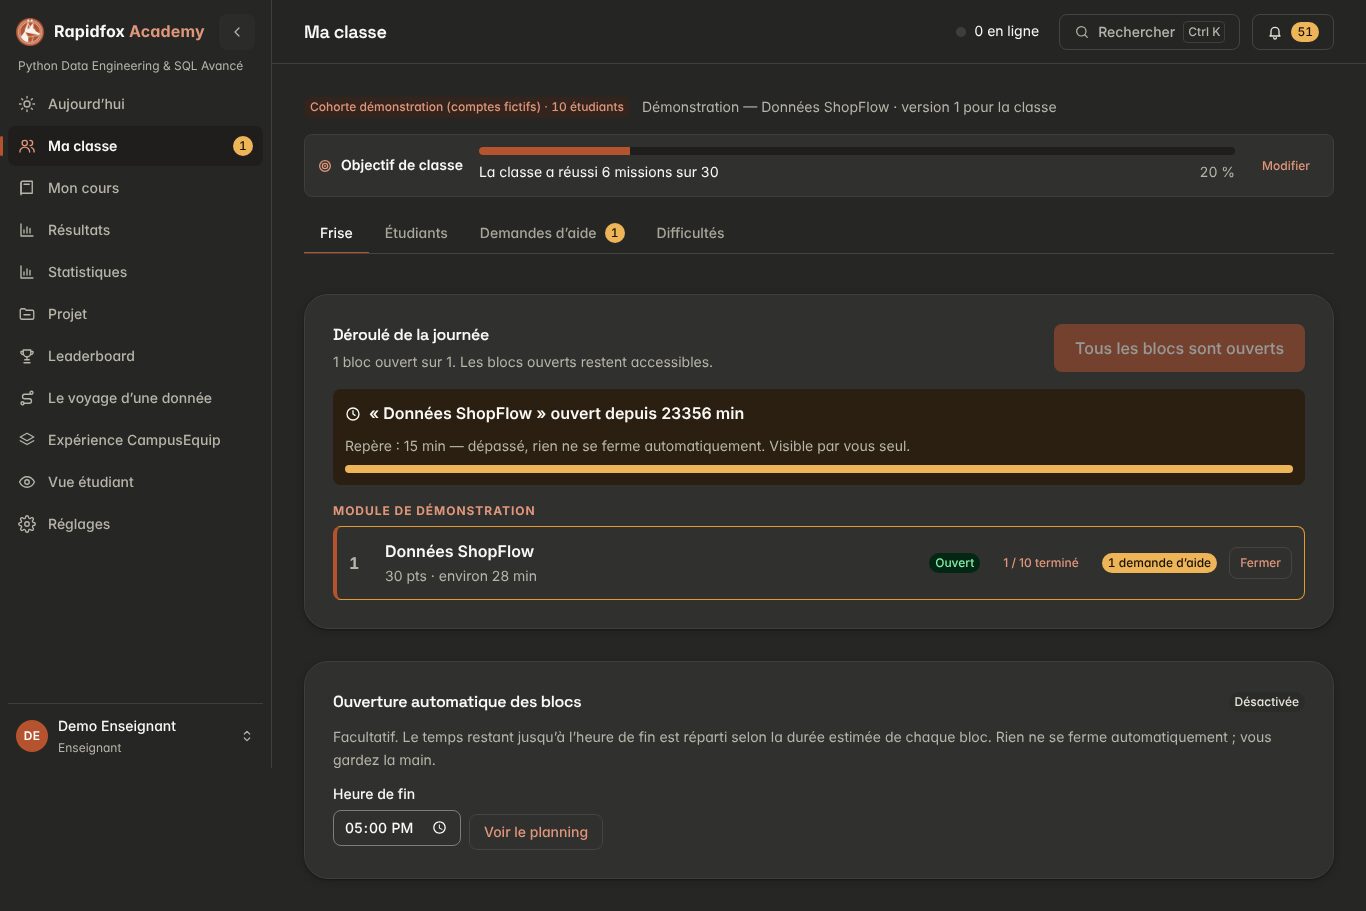 Rapidfox Academy
Python Data Engineering & SQL Avancé
Aujourd’hui
Ma classe
1
Mon cours
Résultats
Statistiques
Projet
Leaderboard
Le voyage d’une donnée
Expérience CampusEquip
Vue étudiant
Réglages
DE
Demo Enseignant
Enseignant
Ma classe
0 en ligne
Rechercher Ctrl K
51
Cohorte démonstration (comptes fictifs) · 10 étudiants
Démonstration — Données ShopFlow · version 1 pour la classe
Objectif de classe
La classe a réussi 6 missions sur 30
20 %
Modifier
Frise
Étudiants
Demandes d’aide 1
Difficultés
Déroulé de la journée
1 bloc ouvert sur 1. Les blocs ouverts restent accessibles.
Tous les blocs sont ouverts
« Données ShopFlow » ouvert depuis 23356 min
Repère : 15 min — dépassé, rien ne se ferme automatiquement. Visible par vous seul.
MODULE DE DÉMONSTRATION
1
Données ShopFlow
30 pts · environ 28 min
Ouvert
1 / 10 terminé
1 demande d’aide
Fermer
Ouverture automatique des blocs
Désactivée
Facultatif. Le temps restant jusqu’à l’heure de fin est réparti selon la durée estimée de chaque bloc. Rien ne se ferme automatiquement ; vous
gardez la main.
Heure de fin
05:00 PM
Voir le planning